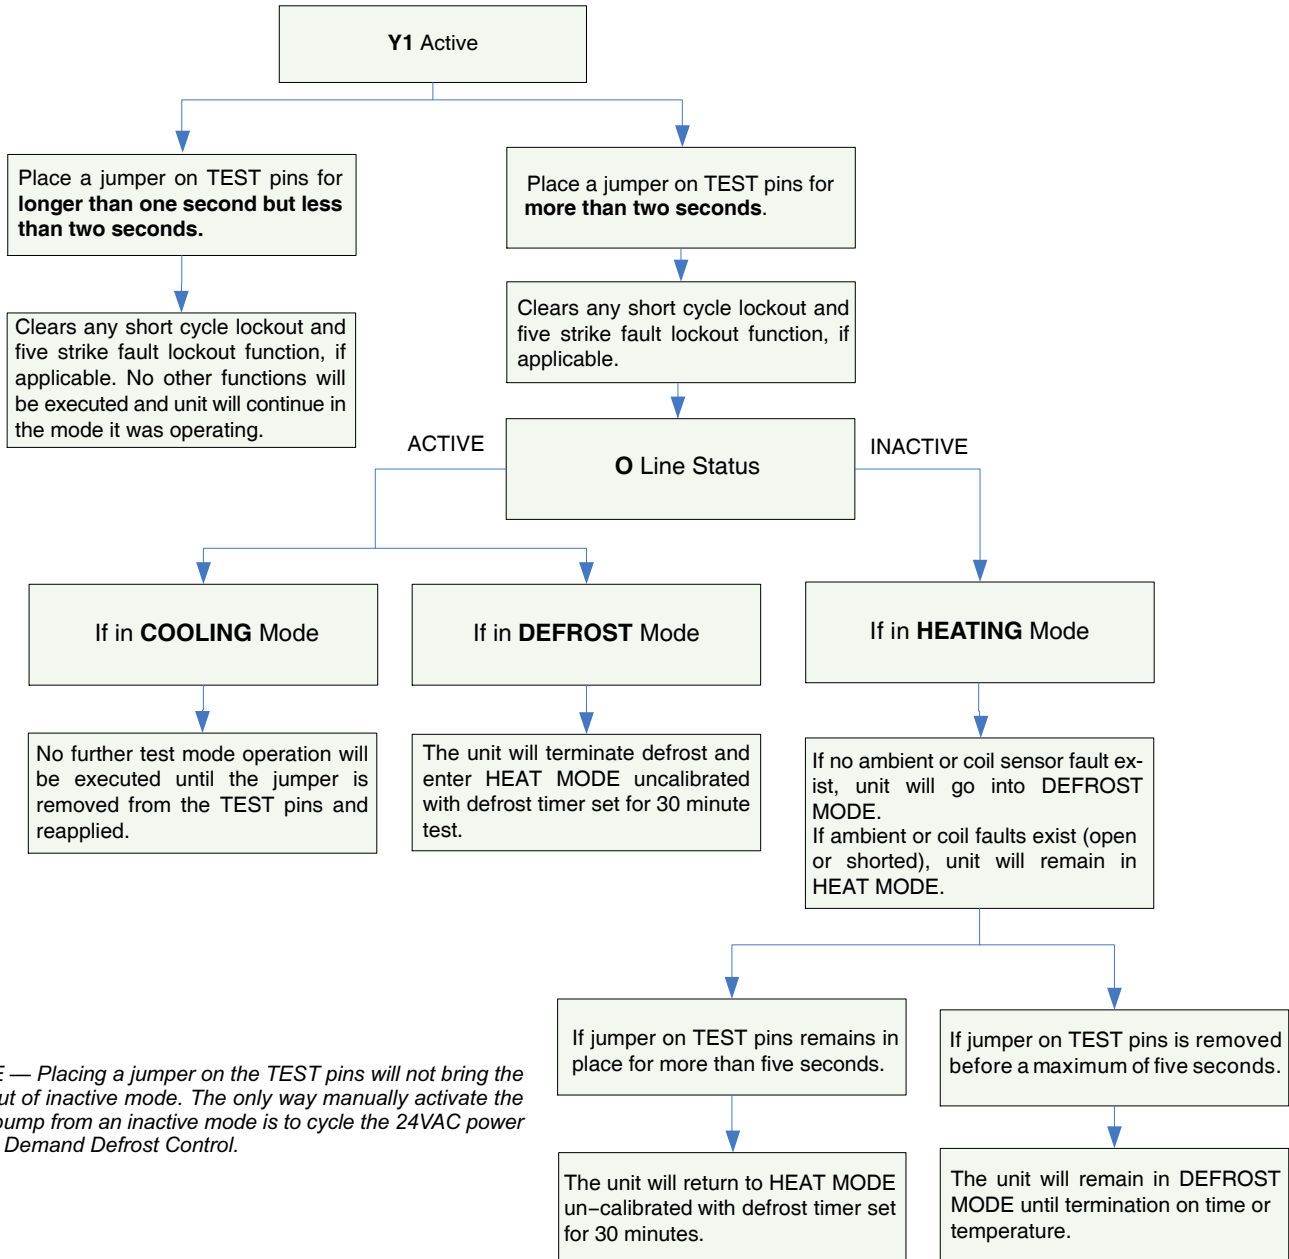 Y1 Active
Place a jumper on TEST pins for
longer than one second but less
than two seconds.
Place a jumper on TEST pins for
more than two seconds.
Clears any short cycle lockout and
five strike fault lockout function, if
applicable. No other functions will
be executed and unit will continue in
the mode it was operating.
Clears any short cycle lockout and
five strike fault lockout function, if
applicable.
ACTIVE
O Line Status
INACTIVE
If in COOLING Mode
If in DEFROST Mode
If in HEATING Mode
No further test mode operation will
be executed until the jumper is
removed from the TEST pins and
reapplied.
The unit will terminate defrost and
enter HEAT MODE uncalibrated
with defrost timer set for 30 minute
test.
If no ambient or coil sensor fault ex-
ist, unit will go into DEFROST
MODE.
If ambient or coil faults exist (open
or shorted), unit will remain in
HEAT MODE.
If jumper on TEST pins remains in
place for more than five seconds.
If jumper on TEST pins is removed
before a maximum of five seconds.
E — Placing a jumper on the TEST pins will not bring the
ut of inactive mode. The only way manually activate the
pump from an inactive mode is to cycle the 24VAC power
Demand Defrost Control.
The unit will return to HEAT MODE
un−calibrated with defrost timer set
for 30 minutes.
The unit will remain in DEFROST
MODE until termination on time or
temperature.